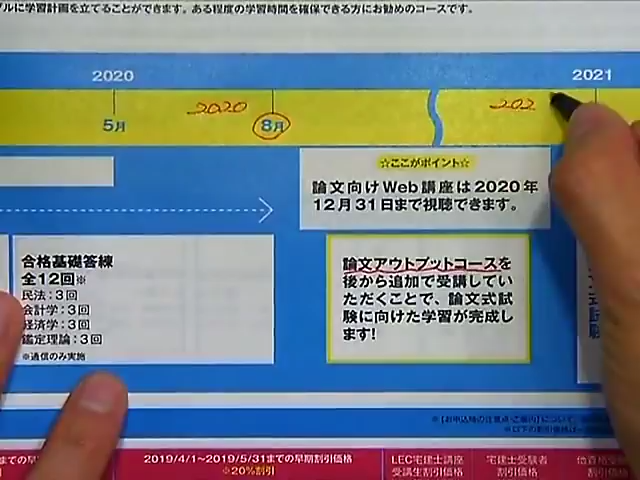 ブルに学習計画を立てることができます。ある程度の学習時間を確保できる方にお勧めのコースです。
2020
2021
2020
202
5月
8月
☆ここがポイント☆
論文向けWeb講座は2020年
12月31日まで視聴できます。
合格基礎答練
全12回※
民法:3回
会計学:3回
経済学:3回
鑑定理論:3回
※通信のみ実施
論文アウトプットコースを
後から追加で受講してい
ただくことで、論文式試
験に向けた学習が完成し
ます!
までの早期割引価格
2019/4/1~2019/5/31までの早期割引価格
※20%割引
LEC宅建士講座
受講生割引価格
宅建士受験者
割引価格